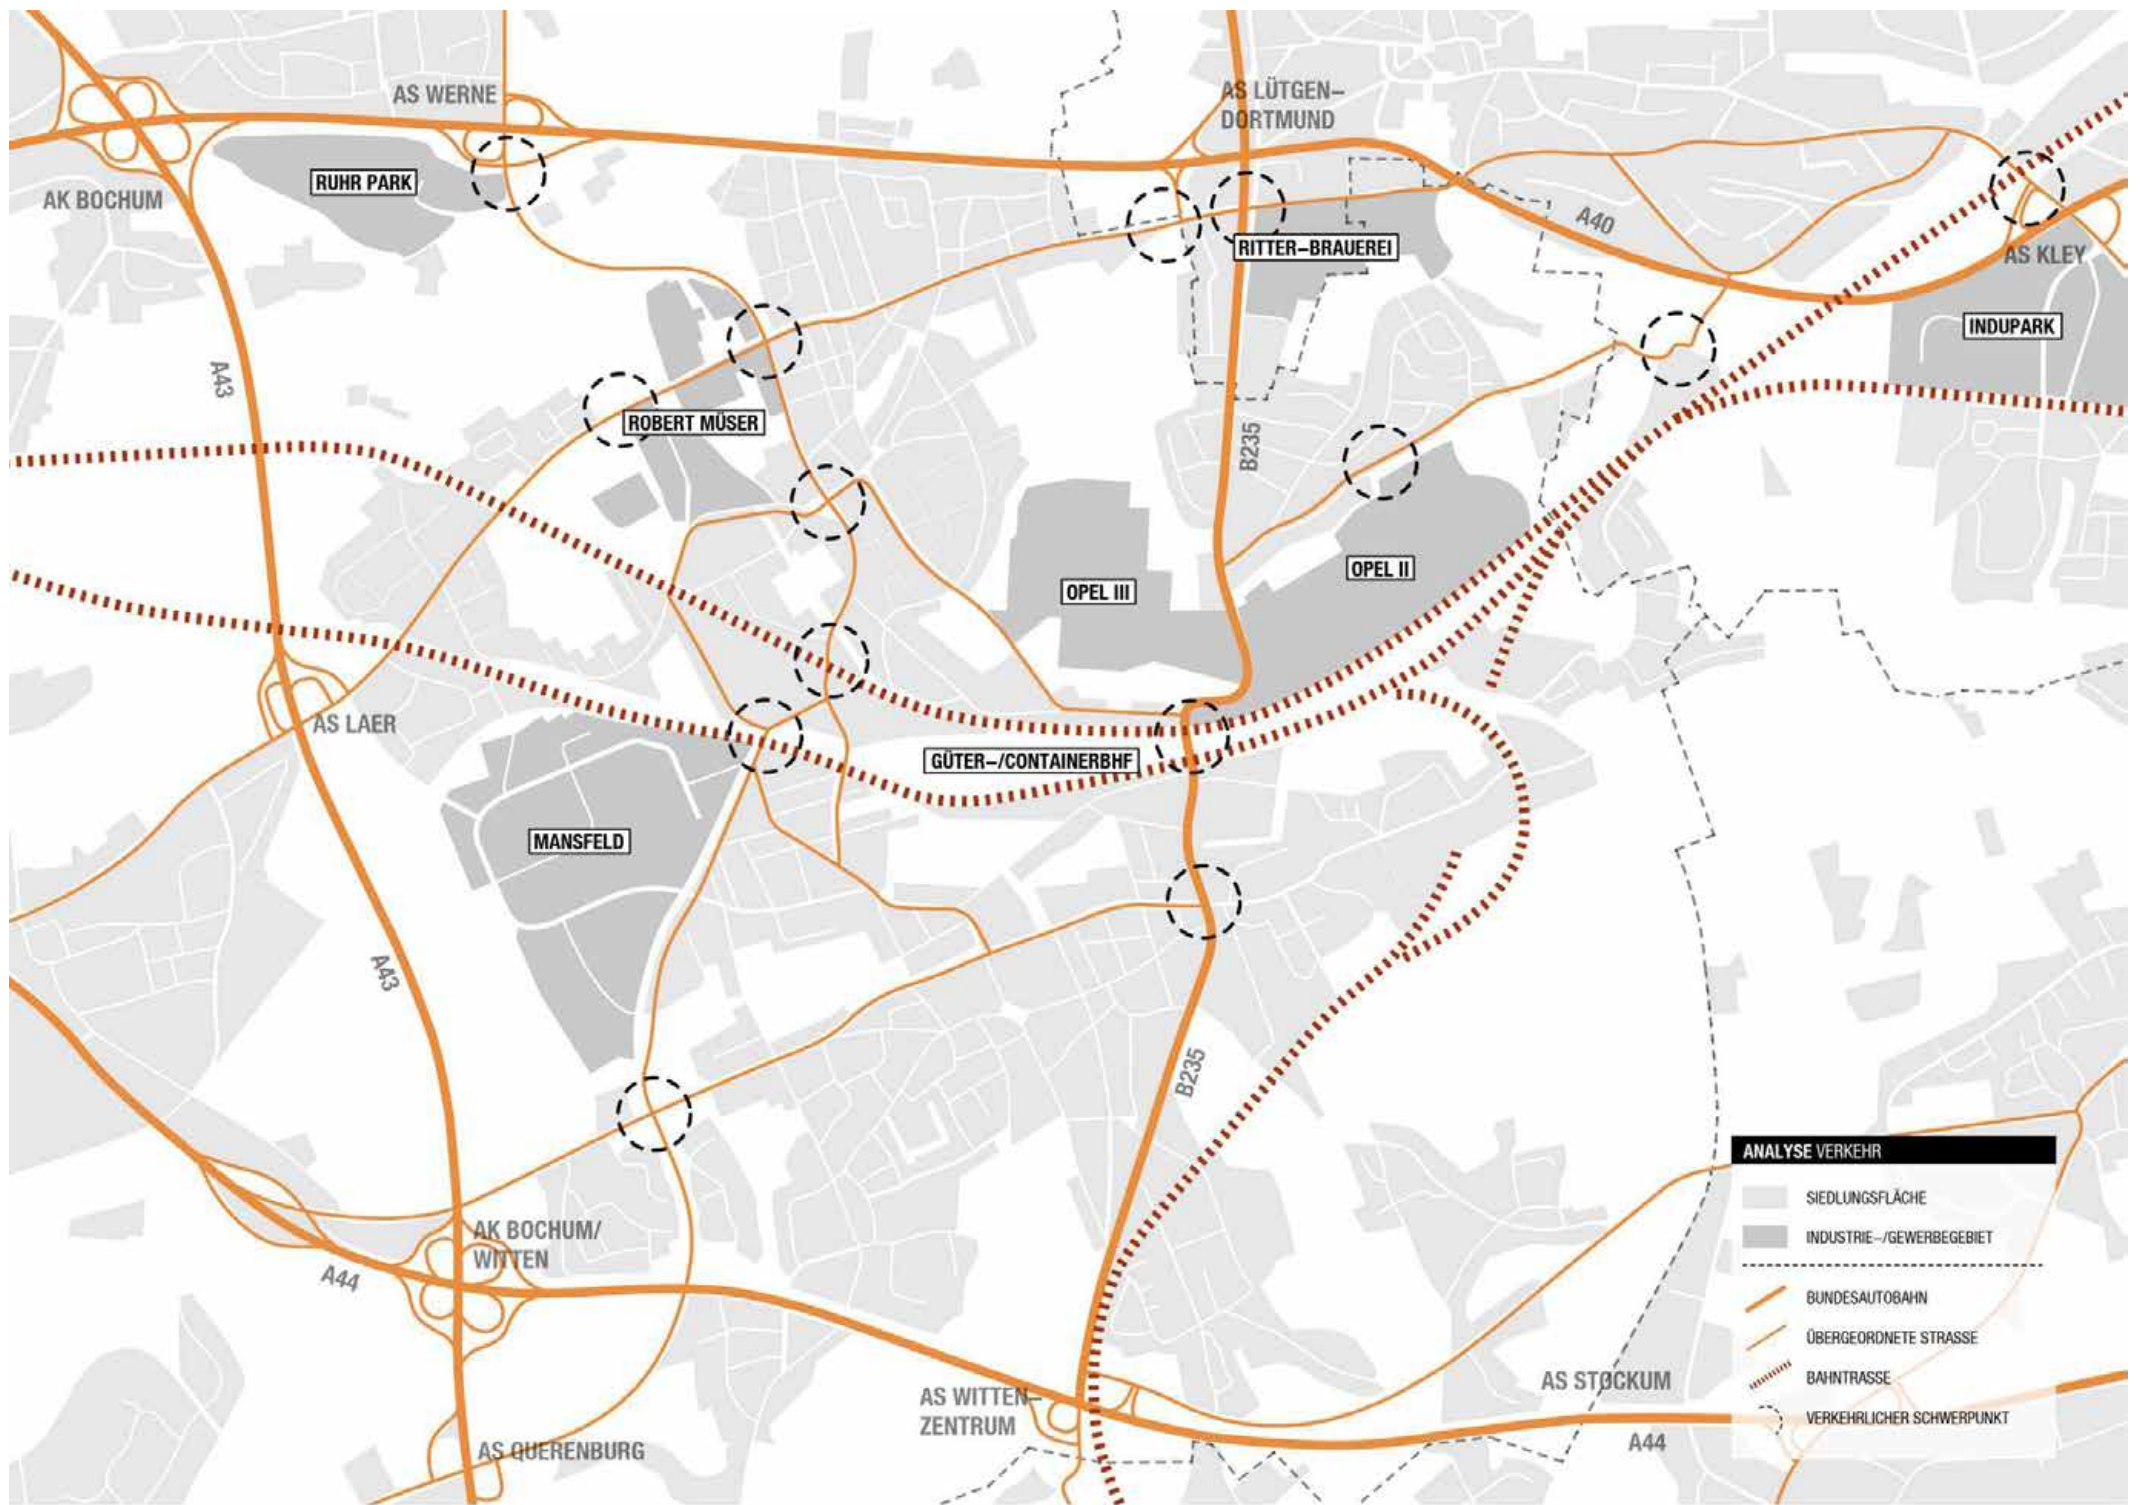 AS WERNE
AS LÜTGEN–
DORTMUND
RUHR PARK
AK BOCHUM
A40
RITTER–BRAUEREI
AS KLEY
INDUPARK
A43
ROBERT MÜSER
B235
OPEL II
OPEL III
AS LAER
GÜTER–/CONTAINERBHF
MANSFELD
A43
B235
AK BOCHUM/
WITTEN
A44
AS WITTEN–
ZENTRUM
AS QUERENBURG
AS STOCKUM
A44
ANALYSE VERKEHR
SIEDLUNGSFLÄCHE
INDUSTRIE–/GEWERBEGEBIET
BUNDESAUTOBAHN
ÜBERGEORDNETE STRASSE
BAHNTRASSE
VERKEHRLICHER SCHWERPUNKT